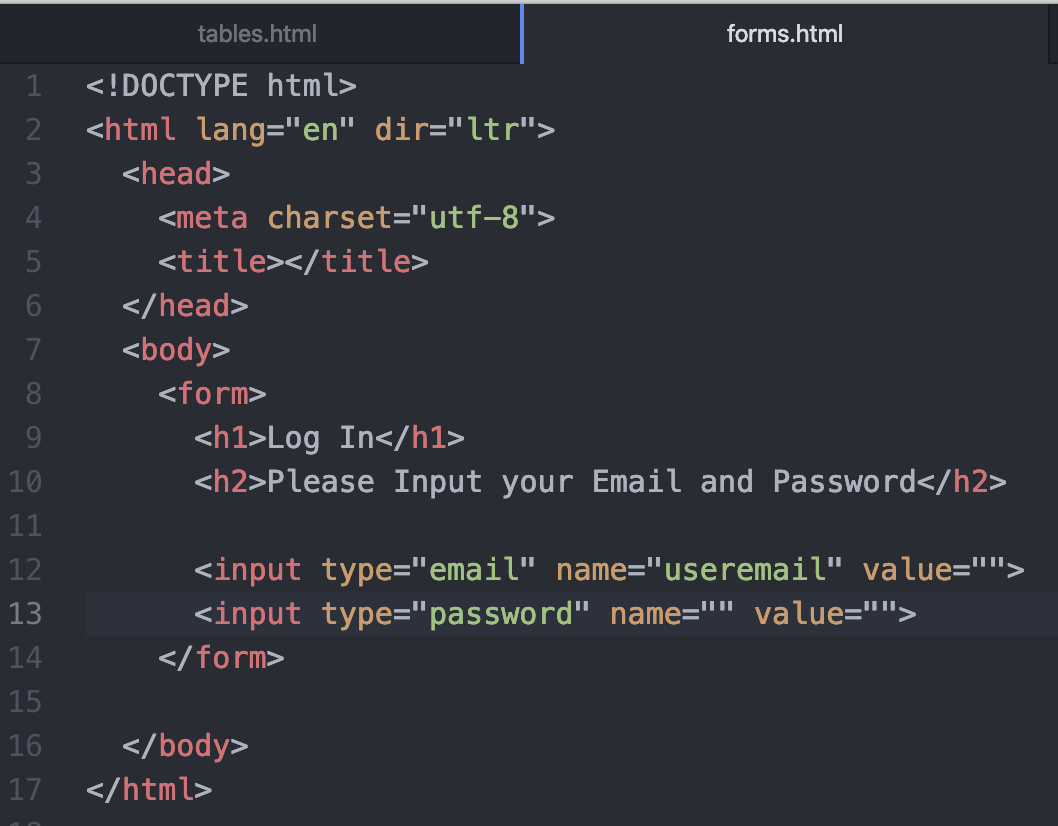 tables.html
forms.html
1 <!DOCTYPE html>
2 <html lang="en" dir="ltr">
3   <head>
4     <meta charset="utf-8">
5     <title></title>
6   </head>
7   <body>
8     <form>
9       <h1>Log In</h1>
10       <h2>Please Input your Email and Password</h2>
11
12       <input type="email" name="useremail" value="">
13       <input type="password" name="" value="">
14     </form>
15
16   </body>
17 </html>